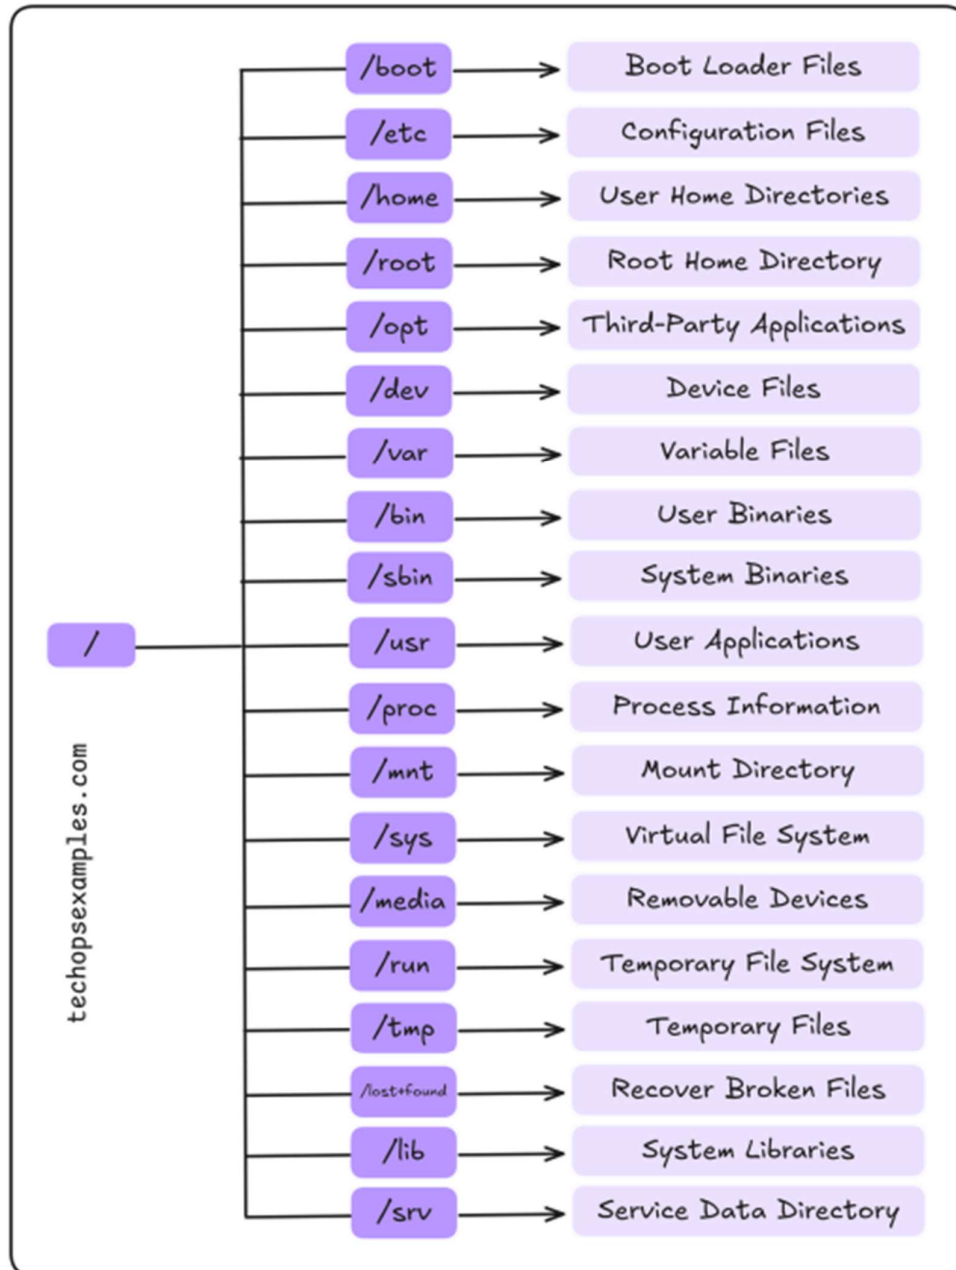 /boot Boot Loader Files
/etc Configuration Files
/home User Home Directories
/root Root Home Directory
/opt Third-Party Applications
/dev Device Files
/var Variable Files
/bin User Binaries
/sbin System Binaries
/ /usr User Applications
/proc Process Information
/mnt Mount Directory
/sys Virtual File System
/media Removable Devices
/run Temporary File System
/tmp Temporary Files
/lost+found Recover Broken Files
/lib System Libraries
/srv Service Data Directory
techopsexamples.com